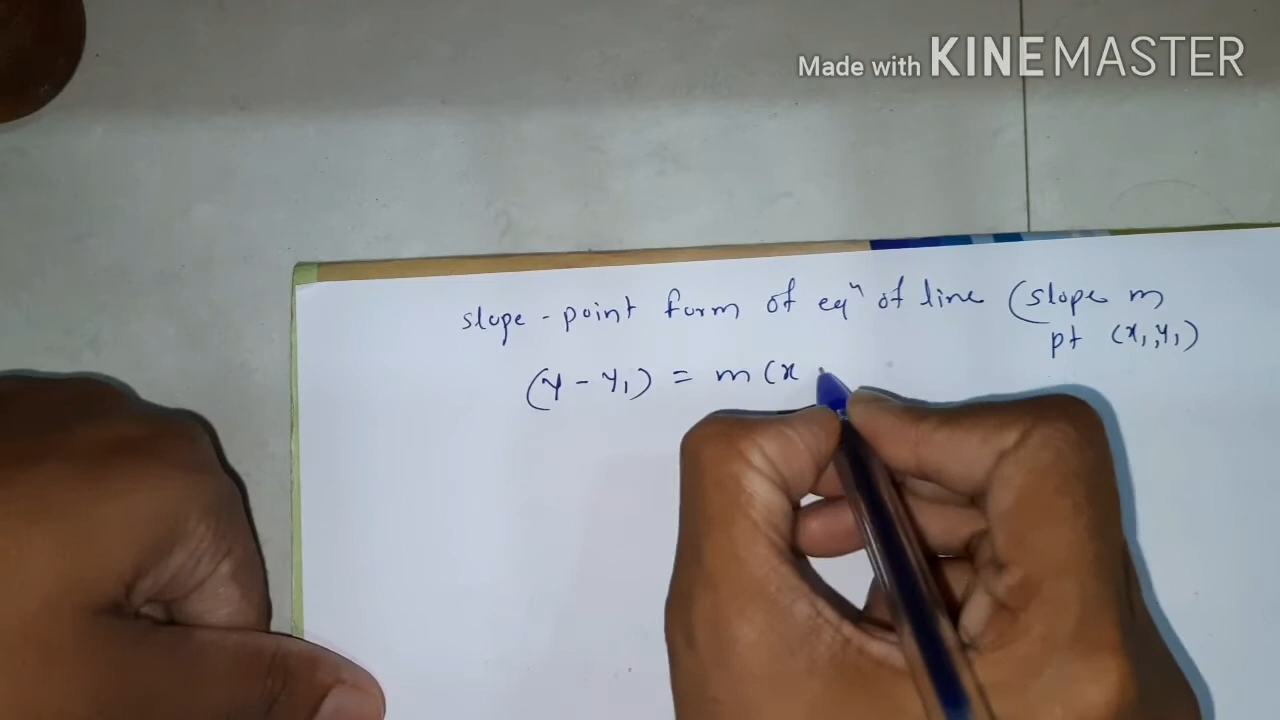 Made with KINEMASTER
slope - point form of eqⁿ of line (slope m
pt (x₁, y₁)
(y - y₁) = m (x